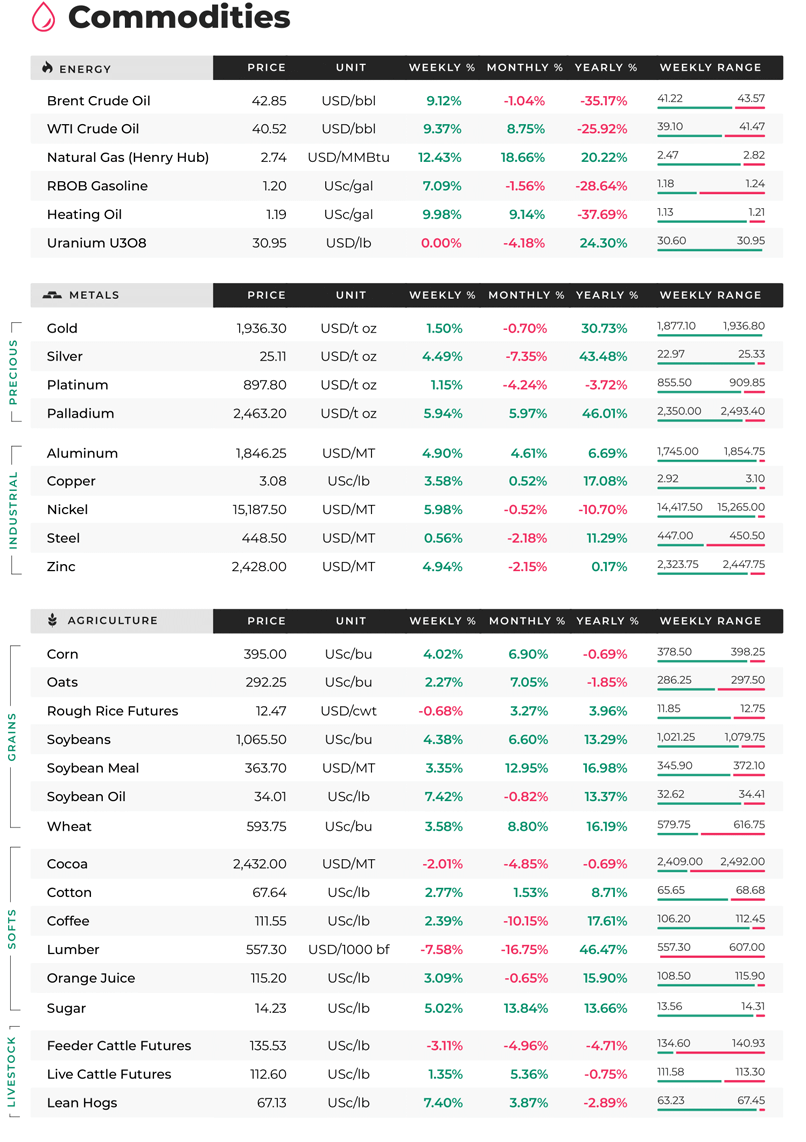 Commodities
ENERGY PRICE UNIT WEEKLY % MONTHLY % YEARLY % WEEKLY RANGE
Brent Crude Oil 42.85 USD/bbl 9.12% -1.04% -35.17% 41.22 43.57
WTI Crude Oil 40.52 USD/bbl 9.37% 8.75% -25.92% 39.10 41.47
Natural Gas (Henry Hub) 2.74 USD/MMBtu 12.43% 18.66% 20.22% 2.47 2.82
RBOB Gasoline 1.20 USc/gal 7.09% -1.56% -28.64% 1.18 1.24
Heating Oil 1.19 USc/gal 9.98% 9.14% -37.69% 1.13 1.21
Uranium U3O8 30.95 USD/lb 0.00% -4.18% 24.30% 30.60 30.95
METALS PRICE UNIT WEEKLY % MONTHLY % YEARLY % WEEKLY RANGE
PRECIOUS
Gold 1,936.30 USD/t oz 1.50% -0.70% 30.73% 1,877.10 1,936.80
Silver 25.11 USD/t oz 4.49% -7.35% 43.48% 22.97 25.33
Platinum 897.80 USD/t oz 1.15% -4.24% -3.72% 855.50 909.85
Palladium 2,463.20 USD/t oz 5.94% 5.97% 46.01% 2,350.00 2,493.40
INDUSTRIAL
Aluminum 1,846.25 USD/MT 4.90% 4.61% 6.69% 1,745.00 1,854.75
Copper 3.08 USc/lb 3.58% 0.52% 17.08% 2.92 3.10
Nickel 15,187.50 USD/MT 5.98% -0.52% -10.70% 14,417.50 15,265.00
Steel 448.50 USD/MT 0.56% -2.18% 11.29% 447.00 450.50
Zinc 2,428.00 USD/MT 4.94% -2.15% 0.17% 2,323.75 2,447.75
AGRICULTURE PRICE UNIT WEEKLY % MONTHLY % YEARLY % WEEKLY RANGE
GRAINS
Corn 395.00 USc/bu 4.02% 6.90% -0.69% 378.50 398.25
Oats 292.25 USc/bu 2.27% 7.05% -1.85% 286.25 297.50
Rough Rice Futures 12.47 USD/cwt -0.68% 3.27% 3.96% 11.85 12.75
Soybeans 1,065.50 USc/bu 4.38% 6.60% 13.29% 1,021.25 1,079.75
Soybean Meal 363.70 USD/MT 3.35% 12.95% 16.98% 345.90 372.10
Soybean Oil 34.01 USc/lb 7.42% -0.82% 13.37% 32.62 34.41
Wheat 593.75 USc/bu 3.58% 8.80% 16.19% 579.75 616.75
SOFTS
Cocoa 2,432.00 USD/MT -2.01% -4.85% -0.69% 2,409.00 2,492.00
Cotton 67.64 USc/lb 2.77% 1.53% 8.71% 65.65 68.68
Coffee 111.55 USc/lb 2.39% -10.15% 17.61% 106.20 112.45
Lumber 557.30 USD/1000 bf -7.58% -16.75% 46.47% 557.30 607.00
Orange Juice 115.20 USc/lb 3.09% -0.65% 15.90% 108.50 115.90
Sugar 14.23 USc/lb 5.02% 13.84% 13.66% 13.56 14.31
LIVESTOCK
Feeder Cattle Futures 135.53 USc/lb -3.11% -4.96% -4.71% 134.60 140.93
Live Cattle Futures 112.60 USc/lb 1.35% 5.36% -0.75% 111.58 113.30
Lean Hogs 67.13 USc/lb 7.40% 3.87% -2.89% 63.23 67.45